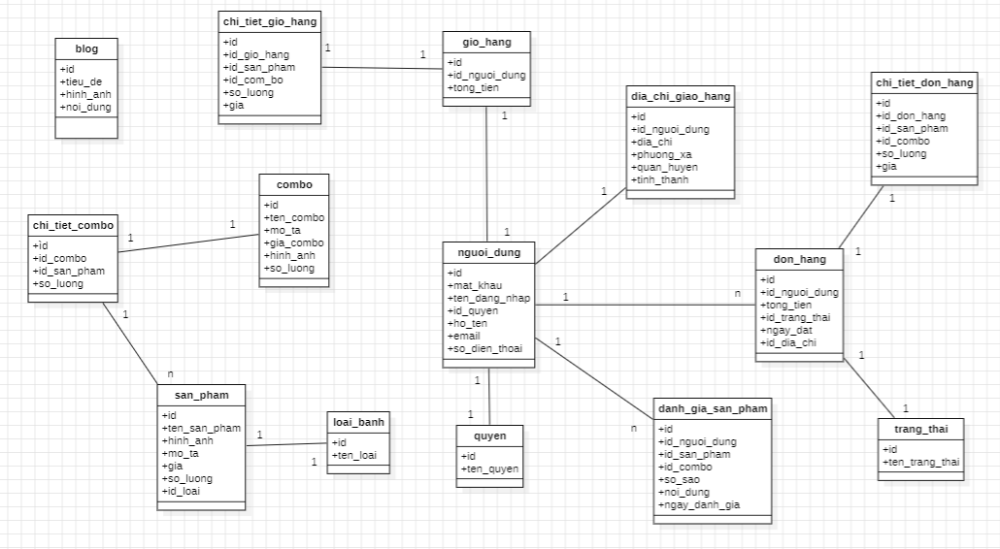 blog
+id
+tieu_de
+hinh_anh
+noi_dung
chi_tiet_gio_hang
+id
+id_gio_hang
+id_san_pham
+id_com_bo
+so_luong
+gia
1
1
gio_hang
+id
+id_nguoi_dung
+tong_tien
1
1
dia_chi_giao_hang
+id
+id_nguoi_dung
+dia_chi
+phuong_xa
+quan_huyen
+tinh_thanh
1
chi_tiet_don_hang
+id
+id_don_hang
+id_san_pham
+id_combo
+so_luong
+gia
1
1
chi_tiet_combo
+id
+id_combo
+id_san_pham
+so_luong
1
1
combo
+id
+ten_combo
+mo_ta
+gia_combo
+hinh_anh
+so_luong
1
n
nguoi_dung
+id
+mat_khau
+ten_dang_nhap
+id_quyen
+ho_ten
+email
+so_dien_thoai
1
n
don_hang
+id
+id_nguoi_dung
+tong_tien
+id_trang_thai
+ngay_dat
+id_dia_chi
1
1
san_pham
+id
+ten_san_pham
+hinh_anh
+mo_ta
+gia
+so_luong
+id_loai
1
1
loai_banh
+id
+ten_loai
1
1
quyen
+id
+ten_quyen
1
n
danh_gia_san_pham
+id
+id_nguoi_dung
+id_san_pham
+id_combo
+so_sao
+noi_dung
+ngay_danh_gia
trang_thai
+id
+ten_trang_thai